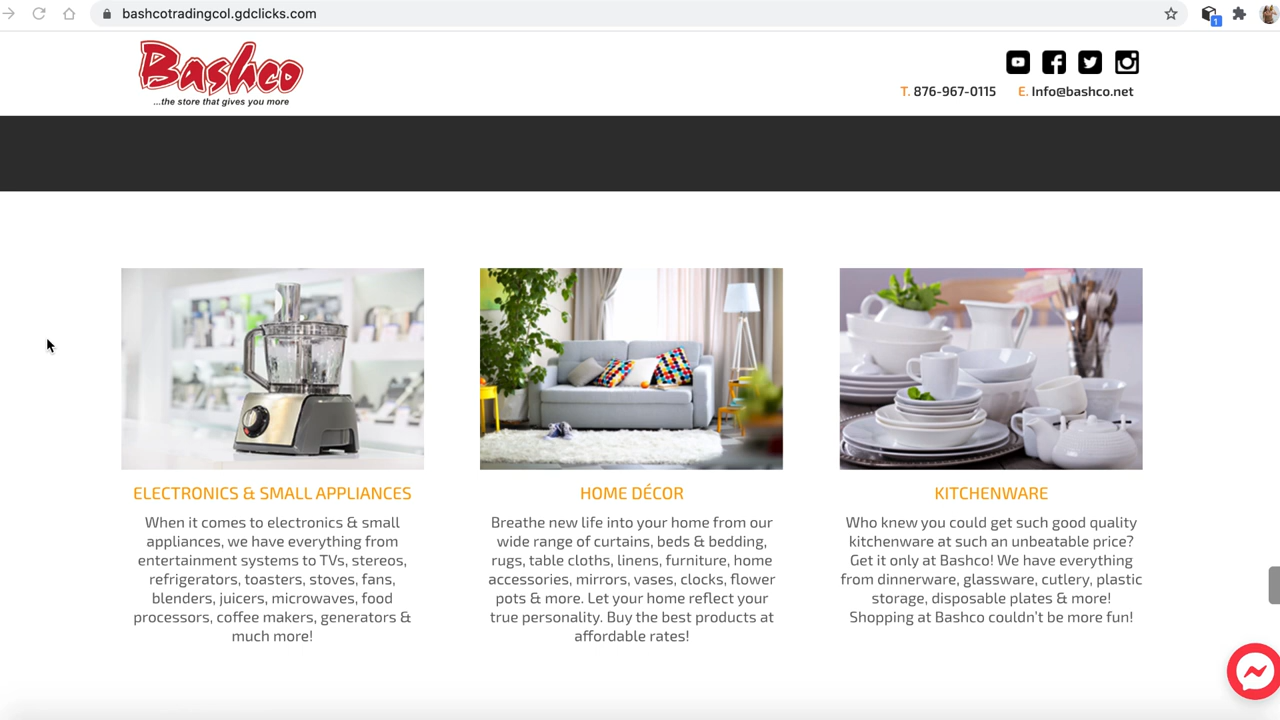 bashcotradingcol.gdclicks.com
1
Bashco
...the store that gives you more
T. 876-967-0115 E. Info@bashco.net
ELECTRONICS & SMALL APPLIANCES
When it comes to electronics & small
appliances, we have everything from
entertainment systems to TVs, stereos,
refrigerators, toasters, stoves, fans,
blenders, juicers, microwaves, food
processors, coffee makers, generators &
much more!
HOME DÉCOR
Breathe new life into your home from our
wide range of curtains, beds & bedding,
rugs, table cloths, linens, furniture, home
accessories, mirrors, vases, clocks, flower
pots & more. Let your home reflect your
true personality. Buy the best products at
affordable rates!
KITCHENWARE
Who knew you could get such good quality
kitchenware at such an unbeatable price?
Get it only at Bashco! We have everything
from dinnerware, glassware, cutlery, plastic
storage, disposable plates & more!
Shopping at Bashco couldn't be more fun!